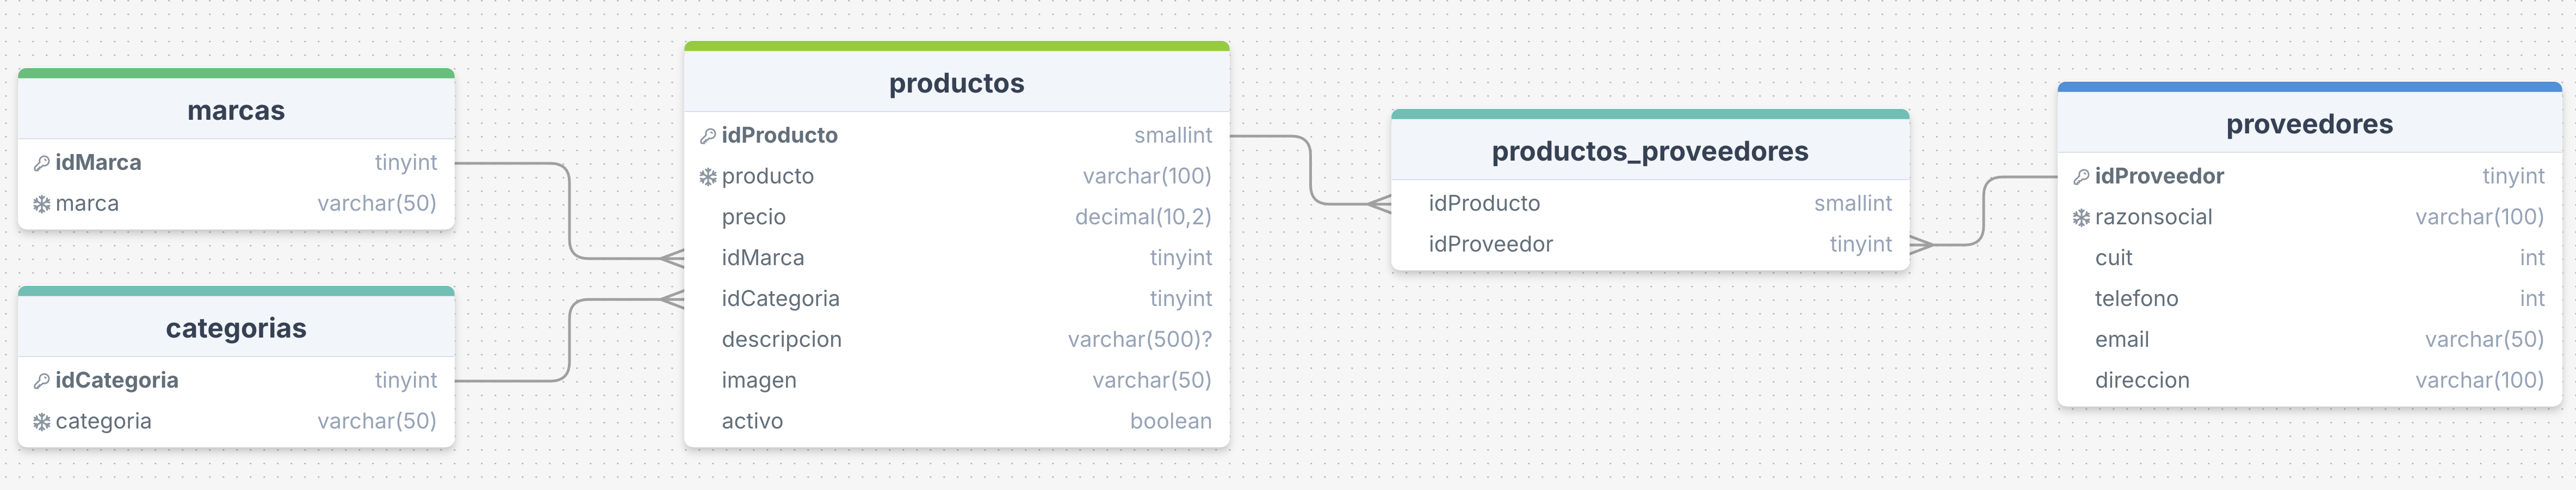 marcas
idMarca tinyint
marca varchar(50)
categorias
idCategoria tinyint
categoria varchar(50)
productos
idProducto smallint
producto varchar(100)
precio decimal(10,2)
idMarca tinyint
idCategoria tinyint
descripcion varchar(500)?
imagen varchar(50)
activo boolean
productos_proveedores
idProducto smallint
idProveedor tinyint
proveedores
idProveedor tinyint
razonsocial varchar(100)
cuit int
telefono int
email varchar(50)
direccion varchar(100)